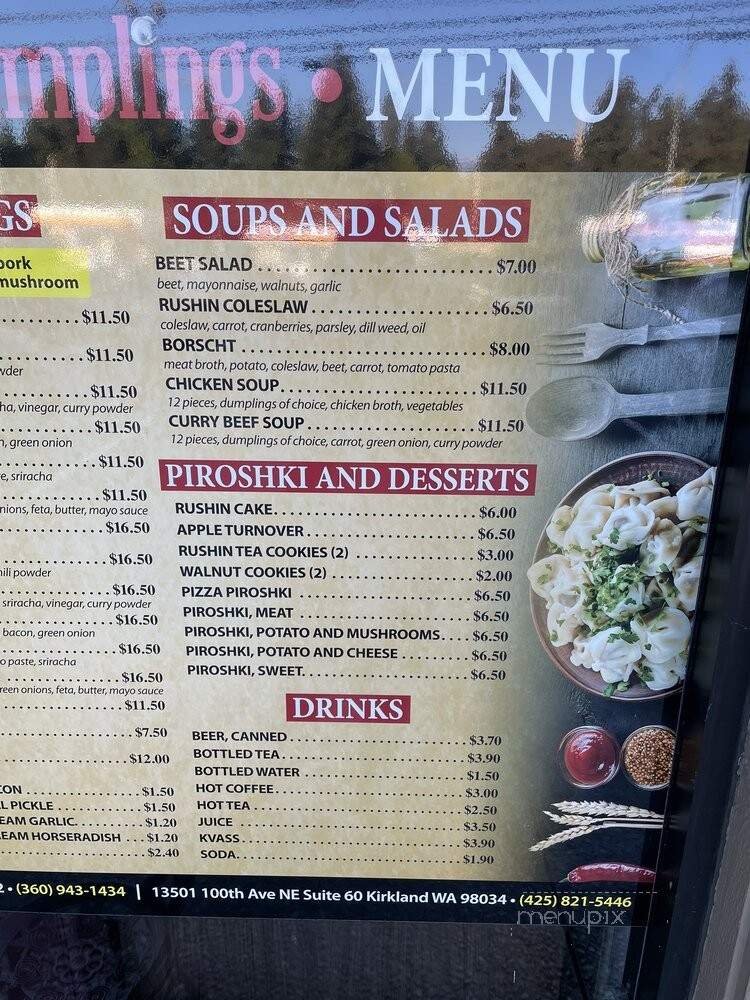 mplings • MENU
GS
pork
mushroom
$11.50
$11.50
wder
$11.50
ha, vinegar, curry powder
$11.50
n, green onion
$11.50
e, sriracha
$11.50
nions, feta, butter, mayo sauce
$16.50
$16.50
hili powder
$16.50
sriracha, vinegar, curry powder
$16.50
bacon, green onion
$16.50
o paste, sriracha
$16.50
reen onions, feta, butter, mayo sauce
$11.50
$7.50
$12.00
CON $1.50
L PICKLE $1.50
EAM GARLIC $1.20
EAM HORSERADISH $1.20
$2.40
SOUPS AND SALADS
BEET SALAD $7.00
beet, mayonnaise, walnuts, garlic
RUSHIN COLESLAW $6.50
coleslaw, carrot, cranberries, parsley, dill weed, oil
BORSCHT $8.00
meat broth, potato, coleslaw, beet, carrot, tomato pasta
CHICKEN SOUP $11.50
12 pieces, dumplings of choice, chicken broth, vegetables
CURRY BEEF SOUP $11.50
12 pieces, dumplings of choice, carrot, green onion, curry powder
PIROSHKI AND DESSERTS
RUSHIN CAKE $6.00
APPLE TURNOVER $6.50
RUSHIN TEA COOKIES (2) $3.00
WALNUT COOKIES (2) $2.00
PIZZA PIROSHKI $6.50
PIROSHKI, MEAT $6.50
PIROSHKI, POTATO AND MUSHROOMS $6.50
PIROSHKI, POTATO AND CHEESE $6.50
PIROSHKI, SWEET $6.50
DRINKS
BEER, CANNED $3.70
BOTTLED TEA $3.90
BOTTLED WATER $1.50
HOT COFFEE $3.00
HOT TEA $2.50
JUICE $3.50
KVASS $3.90
SODA $1.90
2 • (360) 943-1434 | 13501 100th Ave NE Suite 60 Kirkland WA 98034 • (425) 821-5446
menupix